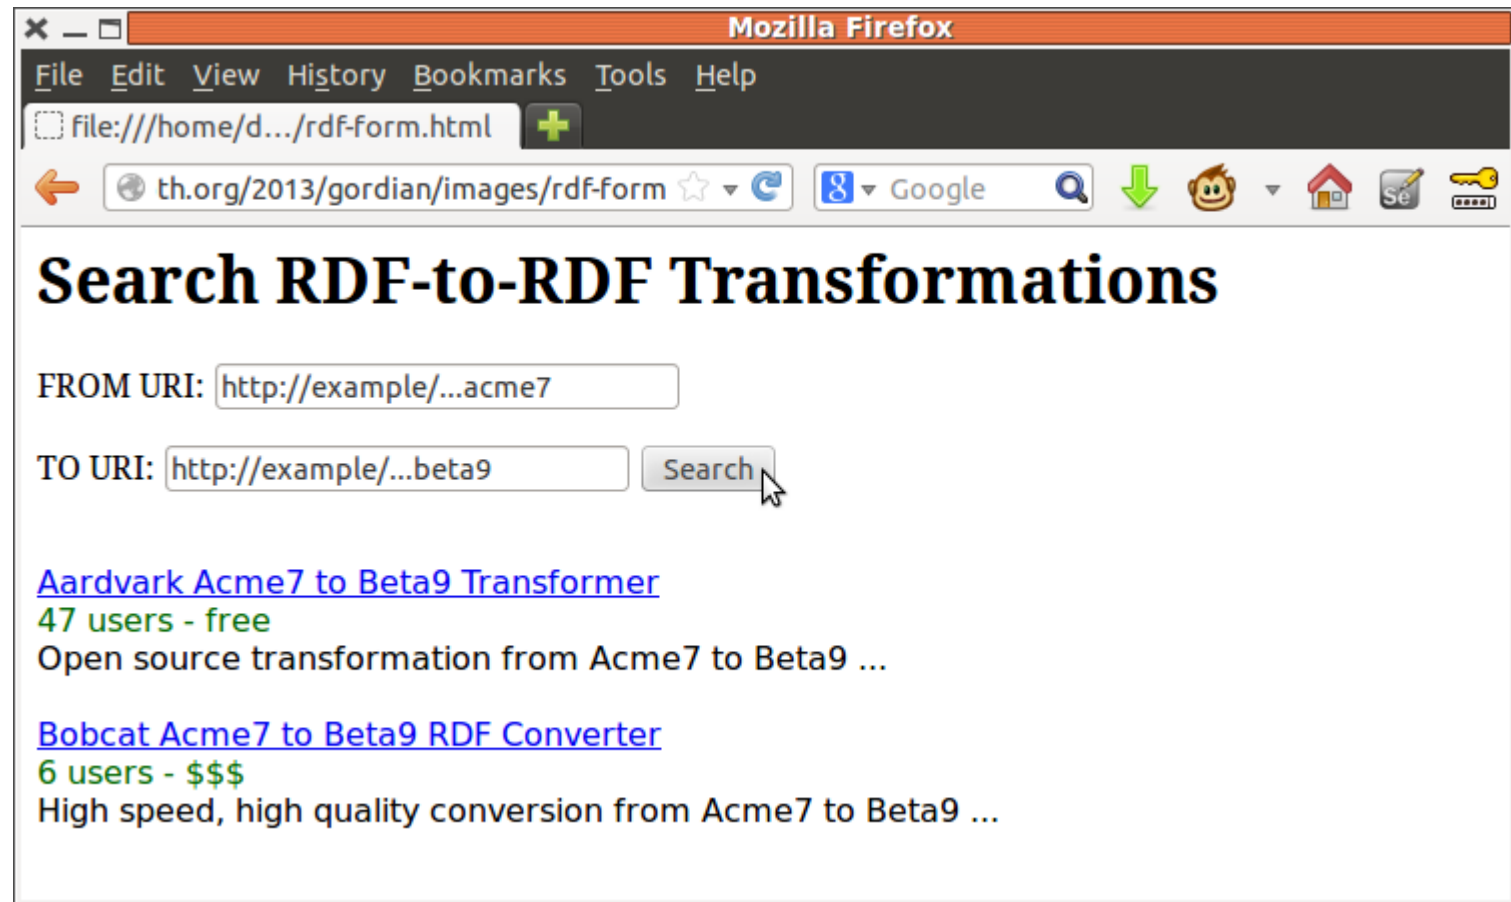 Mozilla Firefox
File Edit View History Bookmarks Tools Help
file:///home/d.../rdf-form.html
th.org/2013/gordian/images/rdf-form 8 Google Se
Search RDF-to-RDF Transformations
FROM URI: http://example/...acme7
TO URI: http://example/...beta9 Search
Aardvark Acme7 to Beta9 Transformer
47 users - free
Open source transformation from Acme7 to Beta9 ...
Bobcat Acme7 to Beta9 RDF Converter
6 users - $$$
High speed, high quality conversion from Acme7 to Beta9 ...